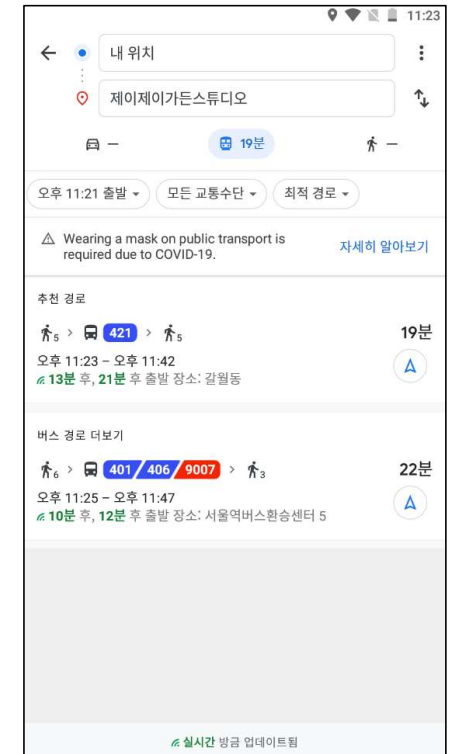 11:23
내 위치
제이제이가든스튜디오
— 19분 —
오후 11:21 출발 모든 교통수단 최적 경로
Wearing a mask on public transport is
required due to COVID-19.
자세히 알아보기
추천 경로
5 > 421 > 5 19분
오후 11:23 – 오후 11:42
13분 후, 21분 후 출발 장소: 갈월동
버스 경로 더보기
6 > 401 / 406 / 9007 > 3 22분
오후 11:25 – 오후 11:47
10분 후, 12분 후 출발 장소: 서울역버스환승센터 5
실시간 방금 업데이트됨